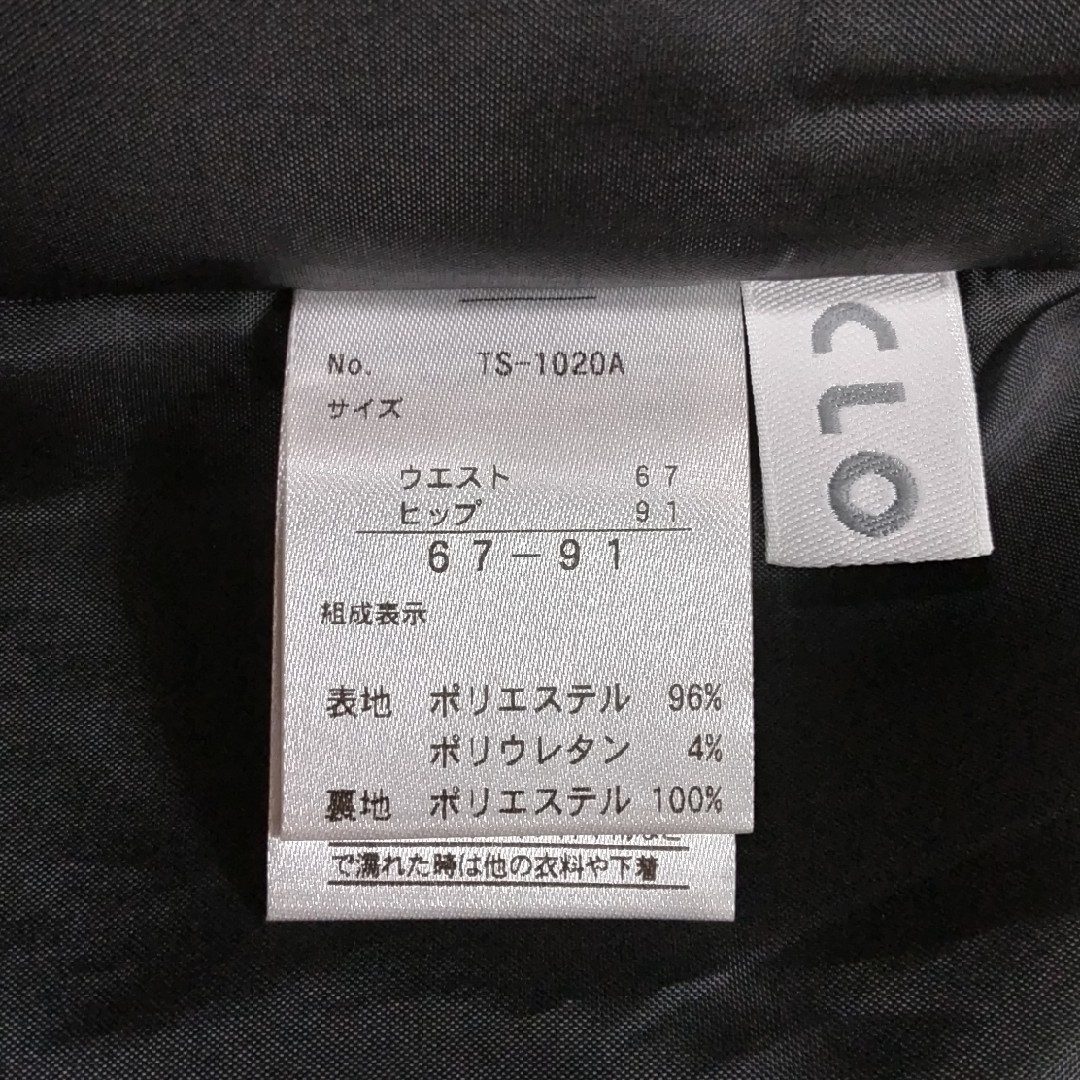 No. TS-1020A
サイズ
ウエスト 67
ヒップ 91
67-91
組成表示
表地 ポリエステル 96%
ポリウレタン 4%
裏地 ポリエステル 100%
で濡れた時は他の衣料や下着
CLO